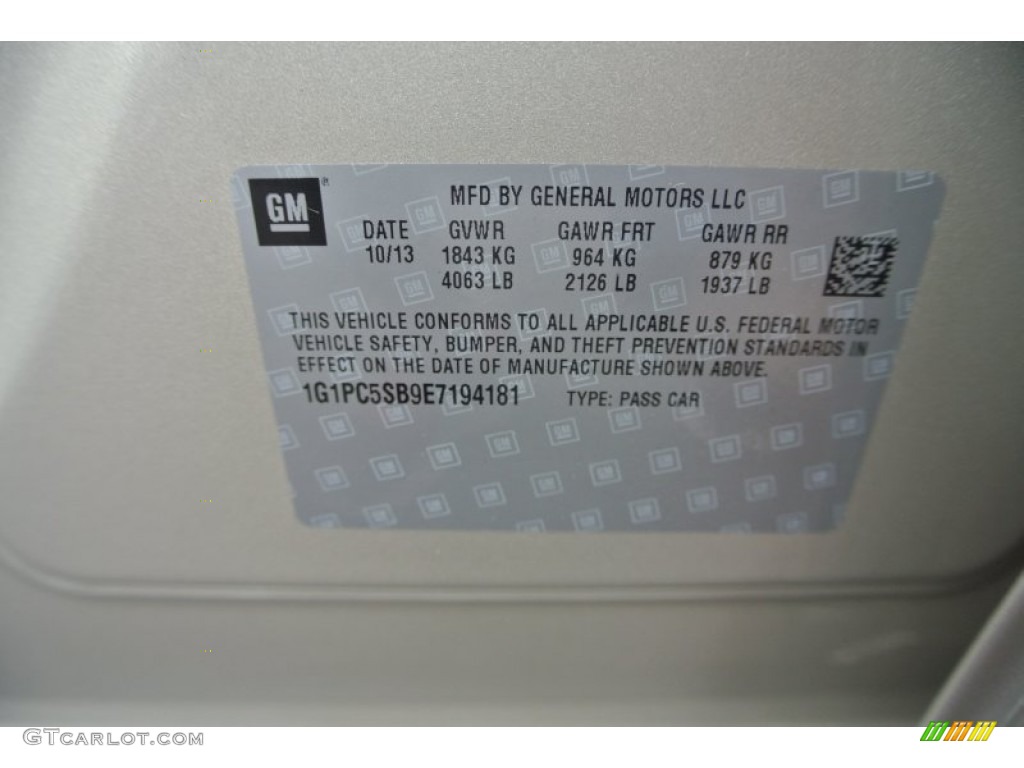 GM
MFD BY GENERAL MOTORS LLC
DATE GVWR GAWR FRT GAWR RR
10/13 1843 KG 964 KG 879 KG
4063 LB 2126 LB 1937 LB
THIS VEHICLE CONFORMS TO ALL APPLICABLE U.S. FEDERAL MOTOR
VEHICLE SAFETY, BUMPER, AND THEFT PREVENTION STANDARDS IN
EFFECT ON THE DATE OF MANUFACTURE SHOWN ABOVE.
1G1PC5SB9E7194181 TYPE: PASS CAR
GTCarLot.com